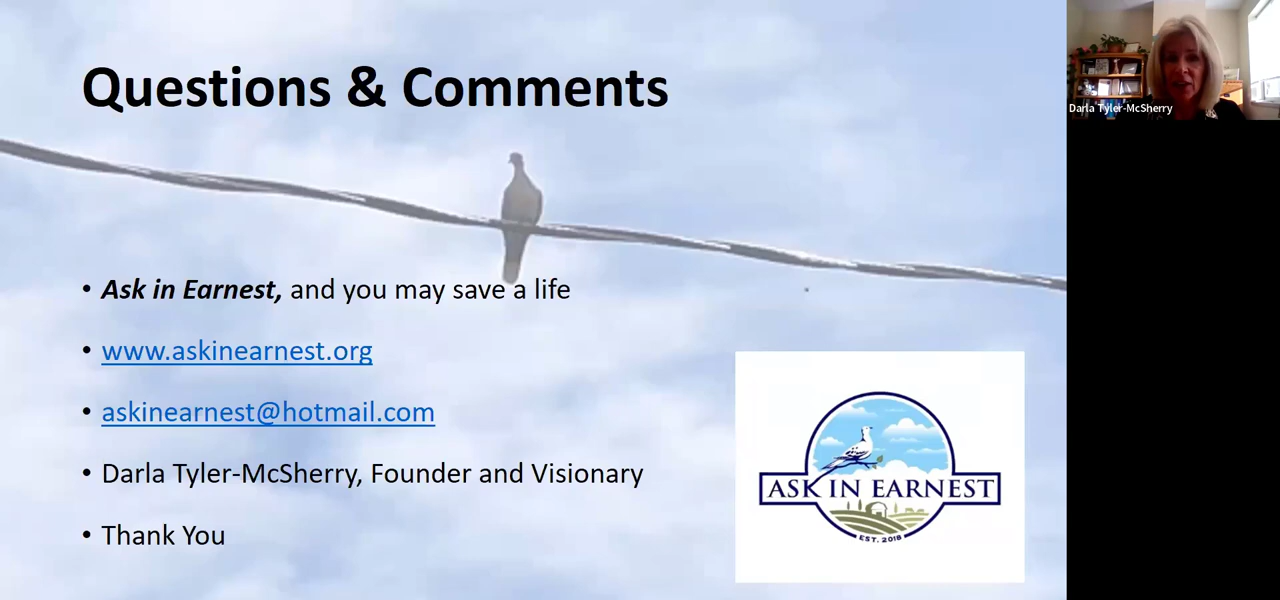 Questions & Comments
Darla Tyler-McSherry
• Ask in Earnest, and you may save a life
• www.askinearnest.org
• askinearnest@hotmail.com
• Darla Tyler-McSherry, Founder and Visionary
• Thank You
ASK IN EARNEST
EST. 2018